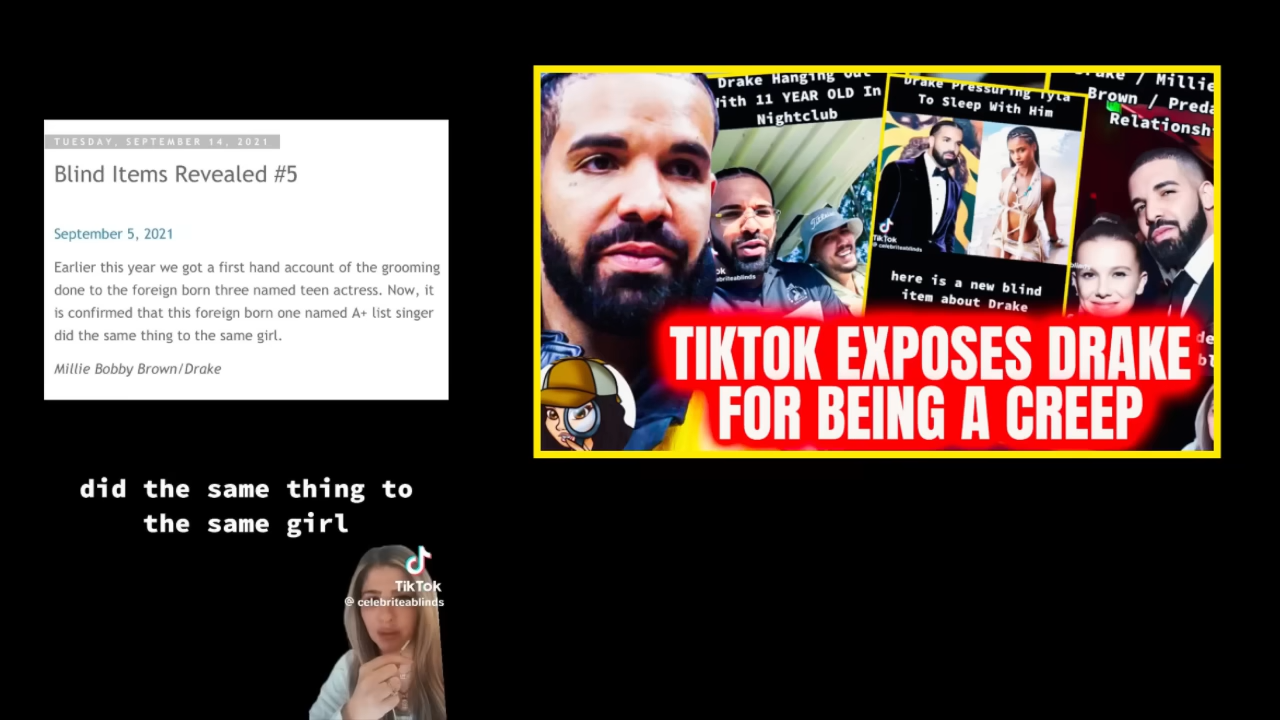 TUESDAY, SEPTEMBER 14, 2021
Blind Items Revealed #5
September 5, 2021
Earlier this year we got a first hand account of the grooming
done to the foreign born three named teen actress. Now, it
is confirmed that this foreign born one named A+ list singer
did the same thing to the same girl.
Millie Bobby Brown/Drake
did the same thing to
the same girl
TikTok
@ celebriteablinds
Drake Hanging Out
With 11 YEAR OLD In
Nightclub
Drake Pressuring Tyla
To Sleep With Him
Drake / Millie
Brown / Preda
Relationsh
TikTok
celebriteablinds
here is a new blind
item about Drake
TIKTOK EXPOSES DRAKE
FOR BEING A CREEP